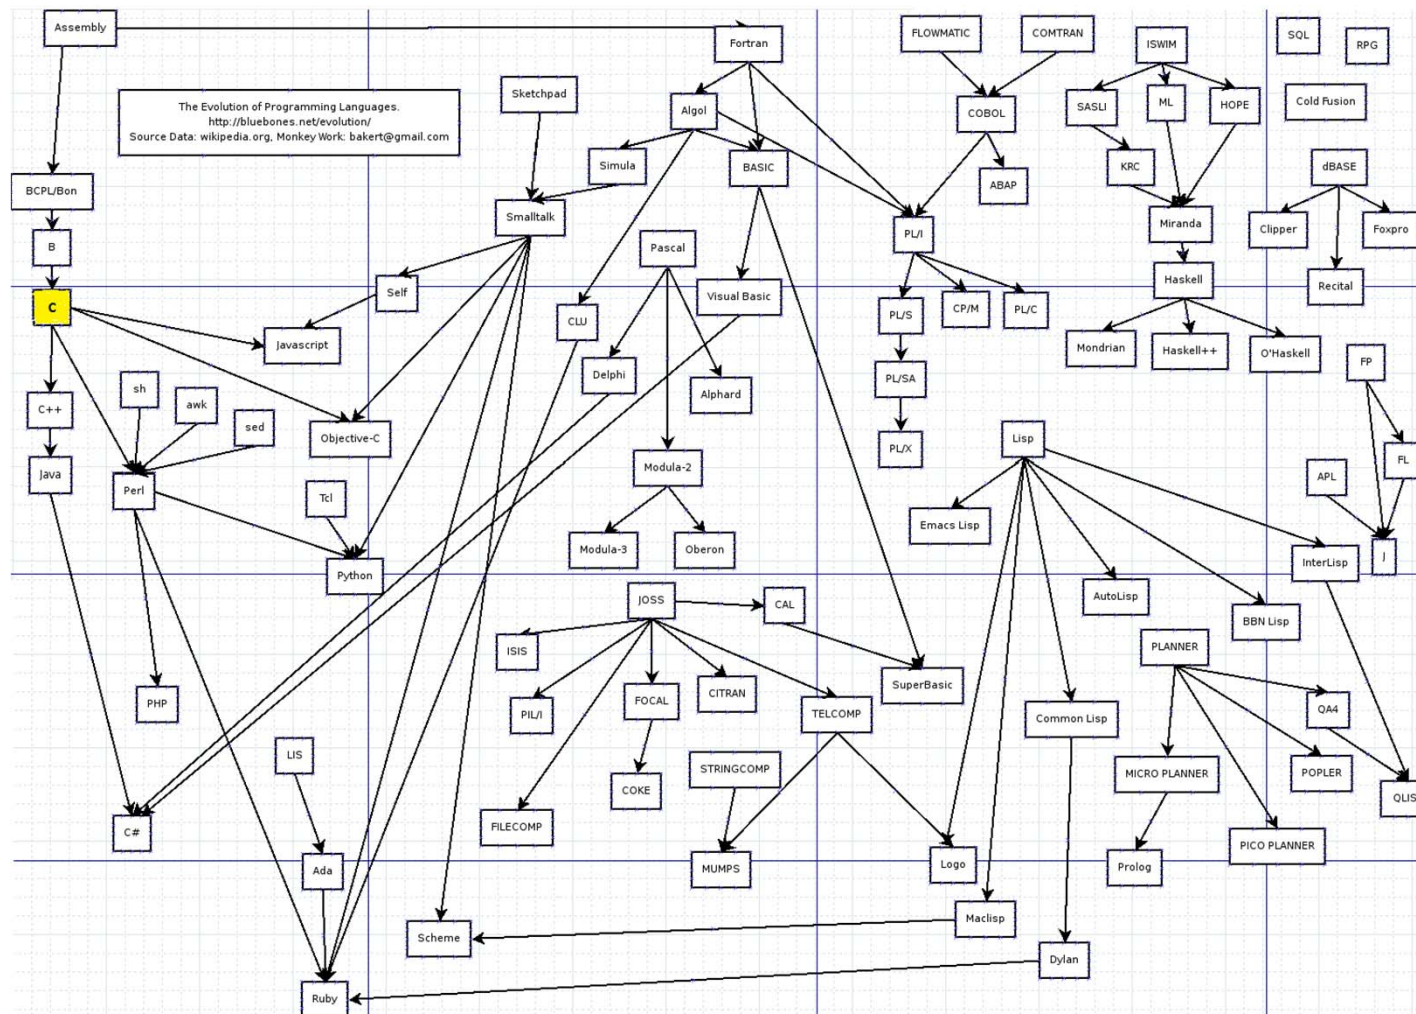 Assembly
Fortran
FLOWMATIC
COMTRAN
ISWIM
SQL
RPG
Sketchpad
The Evolution of Programming Languages.
http://bluebones.net/evolution/
Source Data: wikipedia.org, Monkey Work: bakert@gmail.com
Algol
COBOL
SASLI
ML
HOPE
Cold Fusion
Simula
BASIC
ABAP
KRC
dBASE
BCPL/Bon
Smalltalk
B
Pascal
PL/I
Miranda
Clipper
Foxpro
C
Self
Visual Basic
CLU
PL/S
CP/M
PL/C
Haskell
Recital
Javascript
Mondrian
Haskell++
O'Haskell
FP
sh
awk
sed
C++
Objective-C
Delphi
Alphard
PL/SA
PL/X
Lisp
FL
Java
Perl
Tcl
Modula-2
Emacs Lisp
APL
Python
Modula-3
Oberon
InterLisp
J
JOSS
CAL
AutoLisp
BBN Lisp
ISIS
PLANNER
PHP
PIL/I
FOCAL
CITRAN
TELCOMP
SuperBasic
Common Lisp
QA4
LIS
COKE
STRINGCOMP
MICRO PLANNER
POPLER
QLIS
C#
FILECOMP
PICO PLANNER
Ada
MUMPS
Logo
Prolog
Scheme
Maclisp
Dylan
Ruby